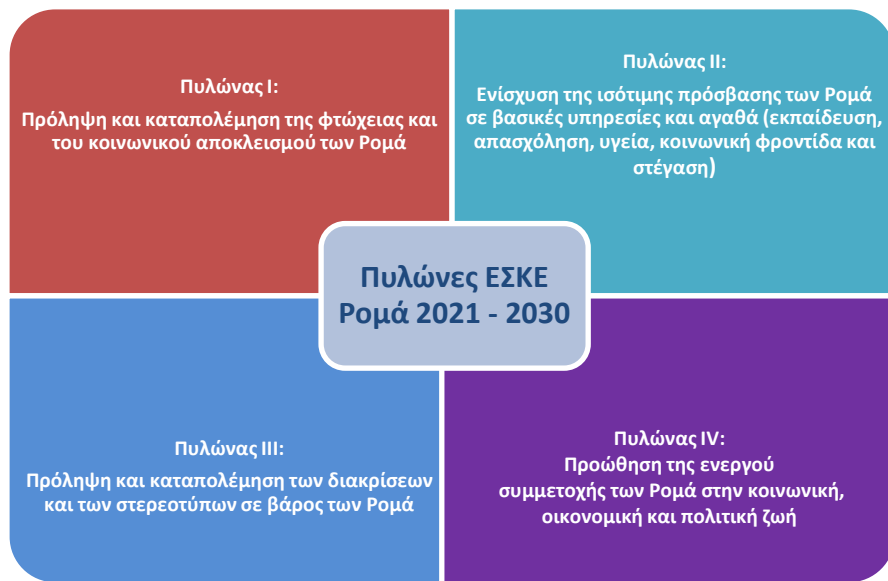 Πυλώνας Ι:
Πρόληψη και καταπολέμηση της φτώχειας και
του κοινωνικού αποκλεισμού των Ρομά
Πυλώνας ΙΙ:
Ενίσχυση της ισότιμης πρόσβασης των Ρομά
σε βασικές υπηρεσίες και αγαθά (εκπαίδευση,
απασχόληση, υγεία, κοινωνική φροντίδα και
στέγαση)
Πυλώνες ΕΣΚΕ
Ρομά 2021 - 2030
Πυλώνας ΙΙΙ:
Πρόληψη και καταπολέμηση των διακρίσεων
και των στερεοτύπων σε βάρος των Ρομά
Πυλώνας IV:
Προώθηση της ενεργού
συμμετοχής των Ρομά στην κοινωνική,
οικονομική και πολιτική ζωή